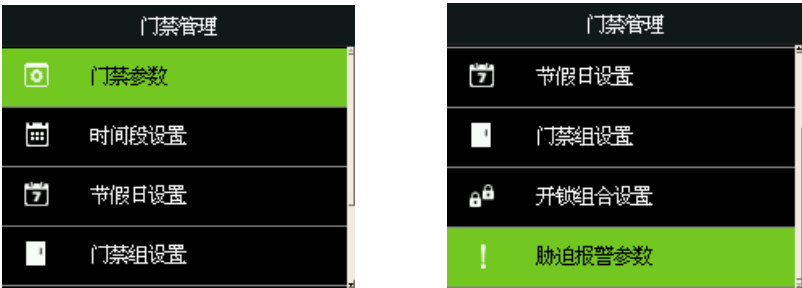 门禁管理
门禁参数
时间段设置
7 节假日设置
门禁组设置
门禁管理
7 节假日设置
门禁组设置
开锁组合设置
胁迫报警参数